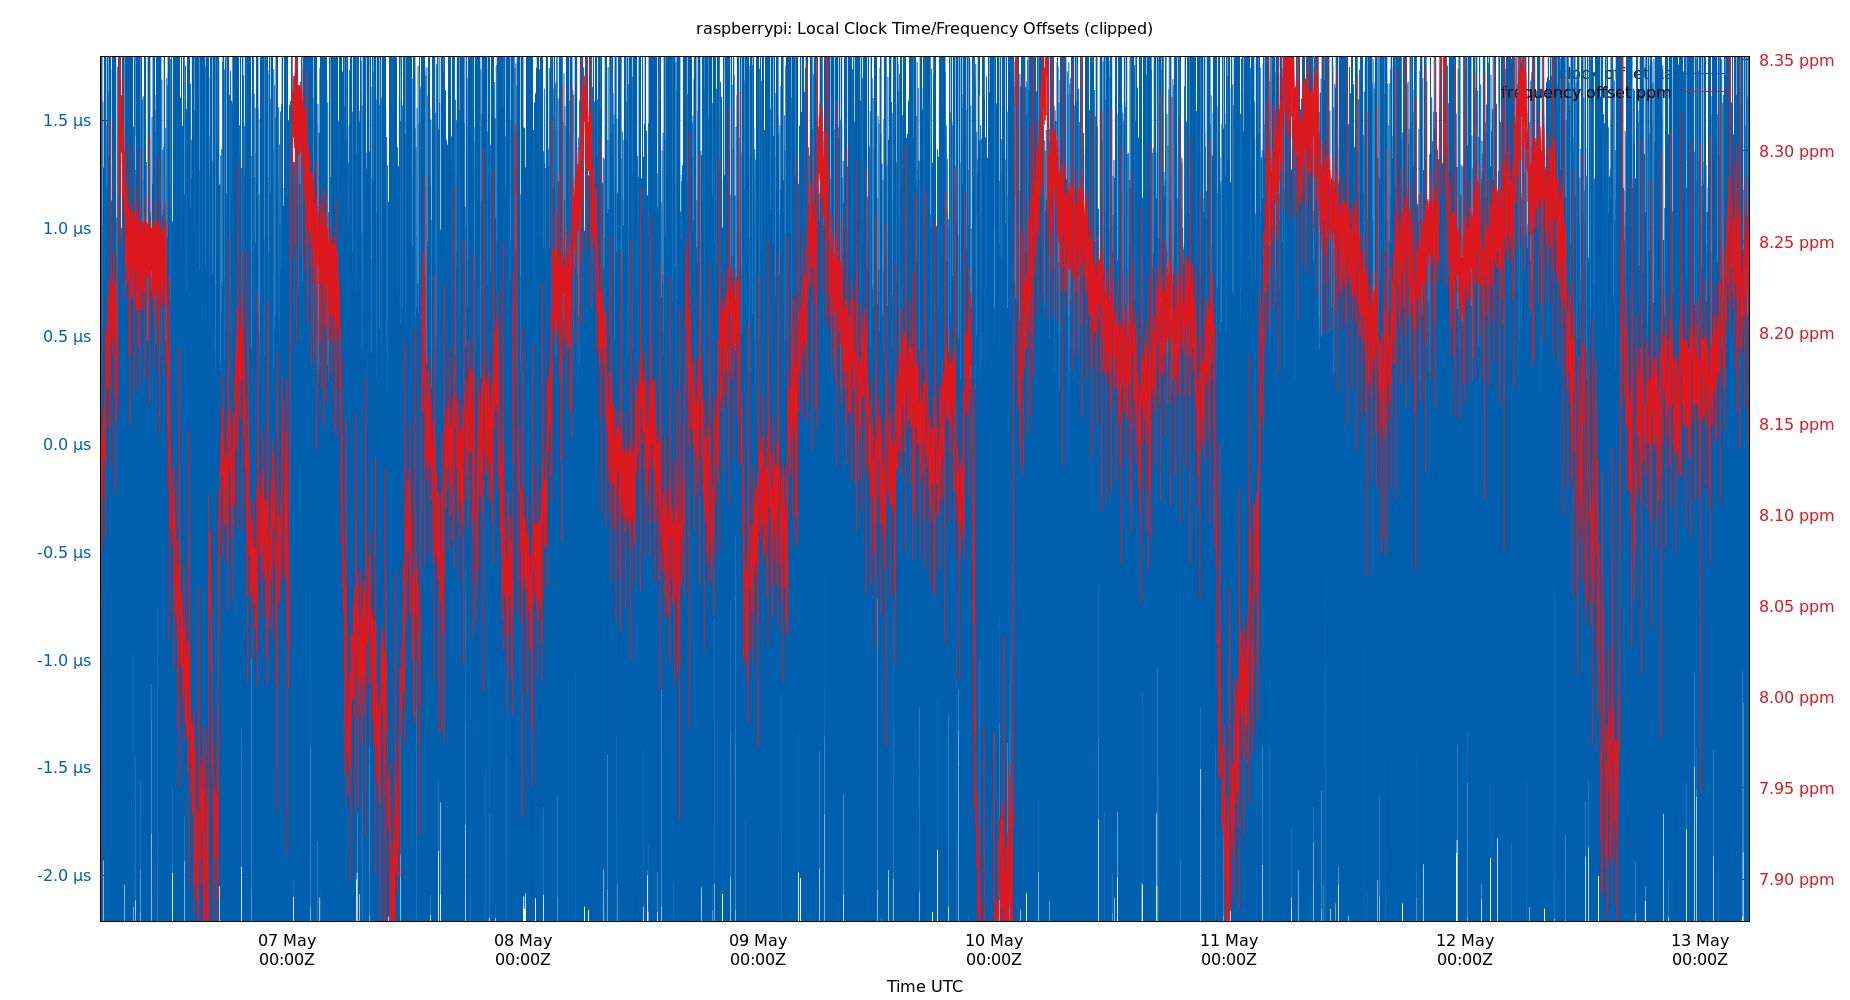 raspberrypi: Local Clock Time/Frequency Offsets (clipped)
clock offset
frequency offset ppm
1.5 µs
1.0 µs
0.5 µs
0.0 µs
-0.5 µs
-1.0 µs
-1.5 µs
-2.0 µs
8.35 ppm
8.30 ppm
8.25 ppm
8.20 ppm
8.15 ppm
8.10 ppm
8.05 ppm
8.00 ppm
7.95 ppm
7.90 ppm
07 May 08 May 09 May 10 May 11 May 12 May 13 May
00:00Z 00:00Z 00:00Z 00:00Z 00:00Z 00:00Z 00:00Z
Time UTC